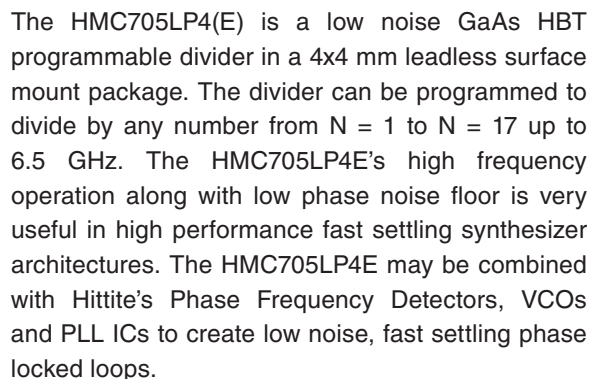 The HMC705LP4(E) is a low noise GaAs HBT
programmable divider in a 4x4 mm leadless surface
mount package. The divider can be programmed to
divide by any number from N = 1 to N = 17 up to
6.5 GHz. The HMC705LP4E's high frequency
operation along with low phase noise floor is very
useful in high performance fast settling synthesizer
architectures. The HMC705LP4E may be combined
with Hittite's Phase Frequency Detectors, VCOs
and PLL ICs to create low noise, fast settling phase
locked loops.